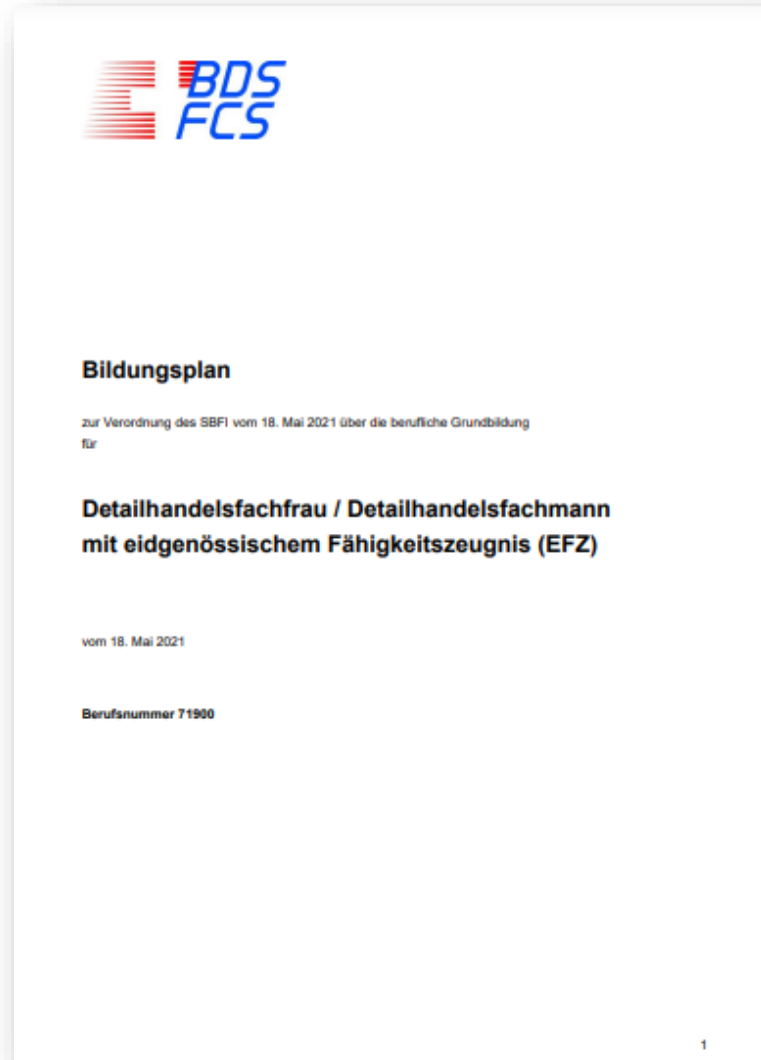 BDS
FCS
Bildungsplan
zur Verordnung des SBFI vom 18. Mai 2021 über die berufliche Grundbildung
für
Detailhandelsfachfrau / Detailhandelsfachmann
mit eidgenössischem Fähigkeitszeugnis (EFZ)
vom 18. Mai 2021
Berufsnummer 71900
1